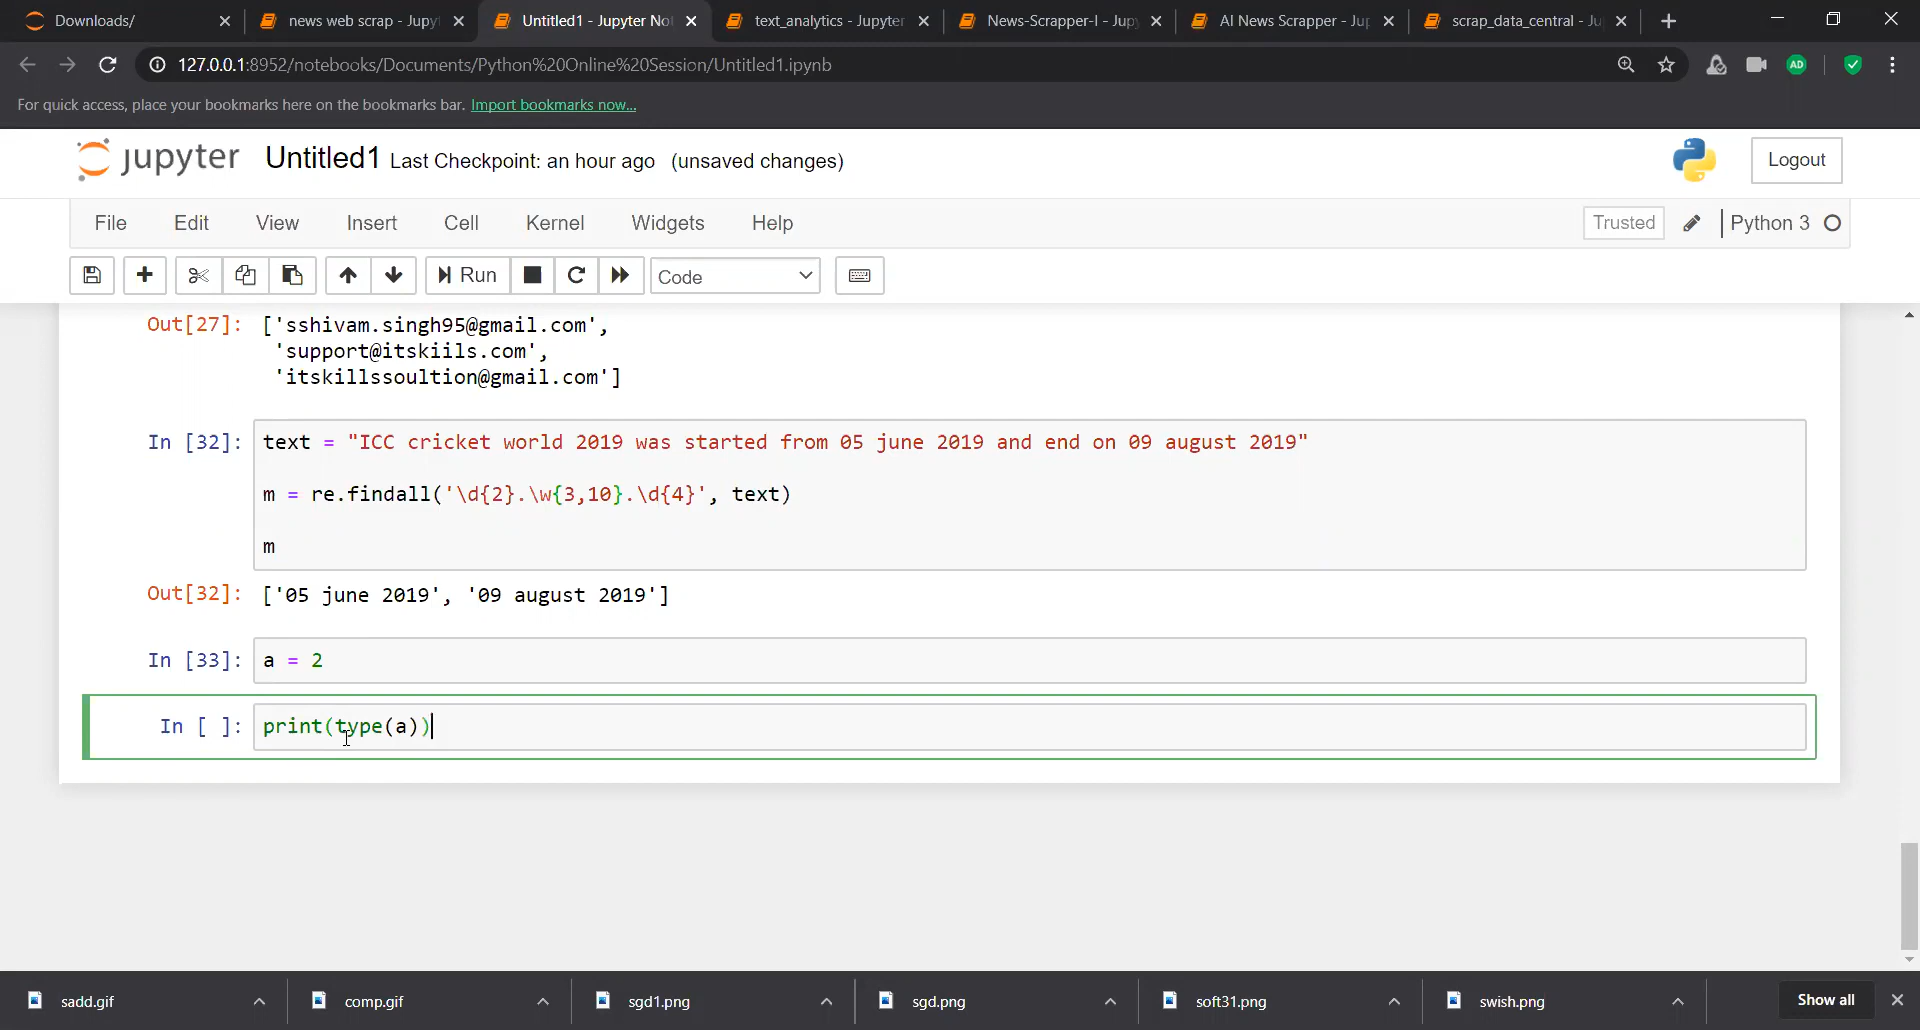 Downloads/
news web scrap - Jupyt
Untitled1 - Jupyter No
text_analytics - Jupyter
News-Scrapper-I - Jup
AI News Scrapper - Jup
scrap_data_central - Ju
127.0.0.1:8952/notebooks/Documents/Python%20Online%20Session/Untitled1.ipynb
AD
For quick access, place your bookmarks here on the bookmarks bar. Import bookmarks now...
jupyter Untitled1 Last Checkpoint: an hour ago (unsaved changes)
Logout
File Edit View Insert Cell Kernel Widgets Help
Trusted
Python 3
Run
Code
Out[27]: ['sshivam.singh95@gmail.com',
'support@itskiils.com',
'itskillssoultion@gmail.com']
In [32]: text = "ICC cricket world 2019 was started from 05 june 2019 and end on 09 august 2019"
m = re.findall('\d{2}.\w{3,10}.\d{4}', text)
m
Out[32]: ['05 june 2019', '09 august 2019']
In [33]: a = 2
In [ ]: print(type(a))
sadd.gif
comp.gif
sgd1.png
sgd.png
soft31.png
swish.png
Show all